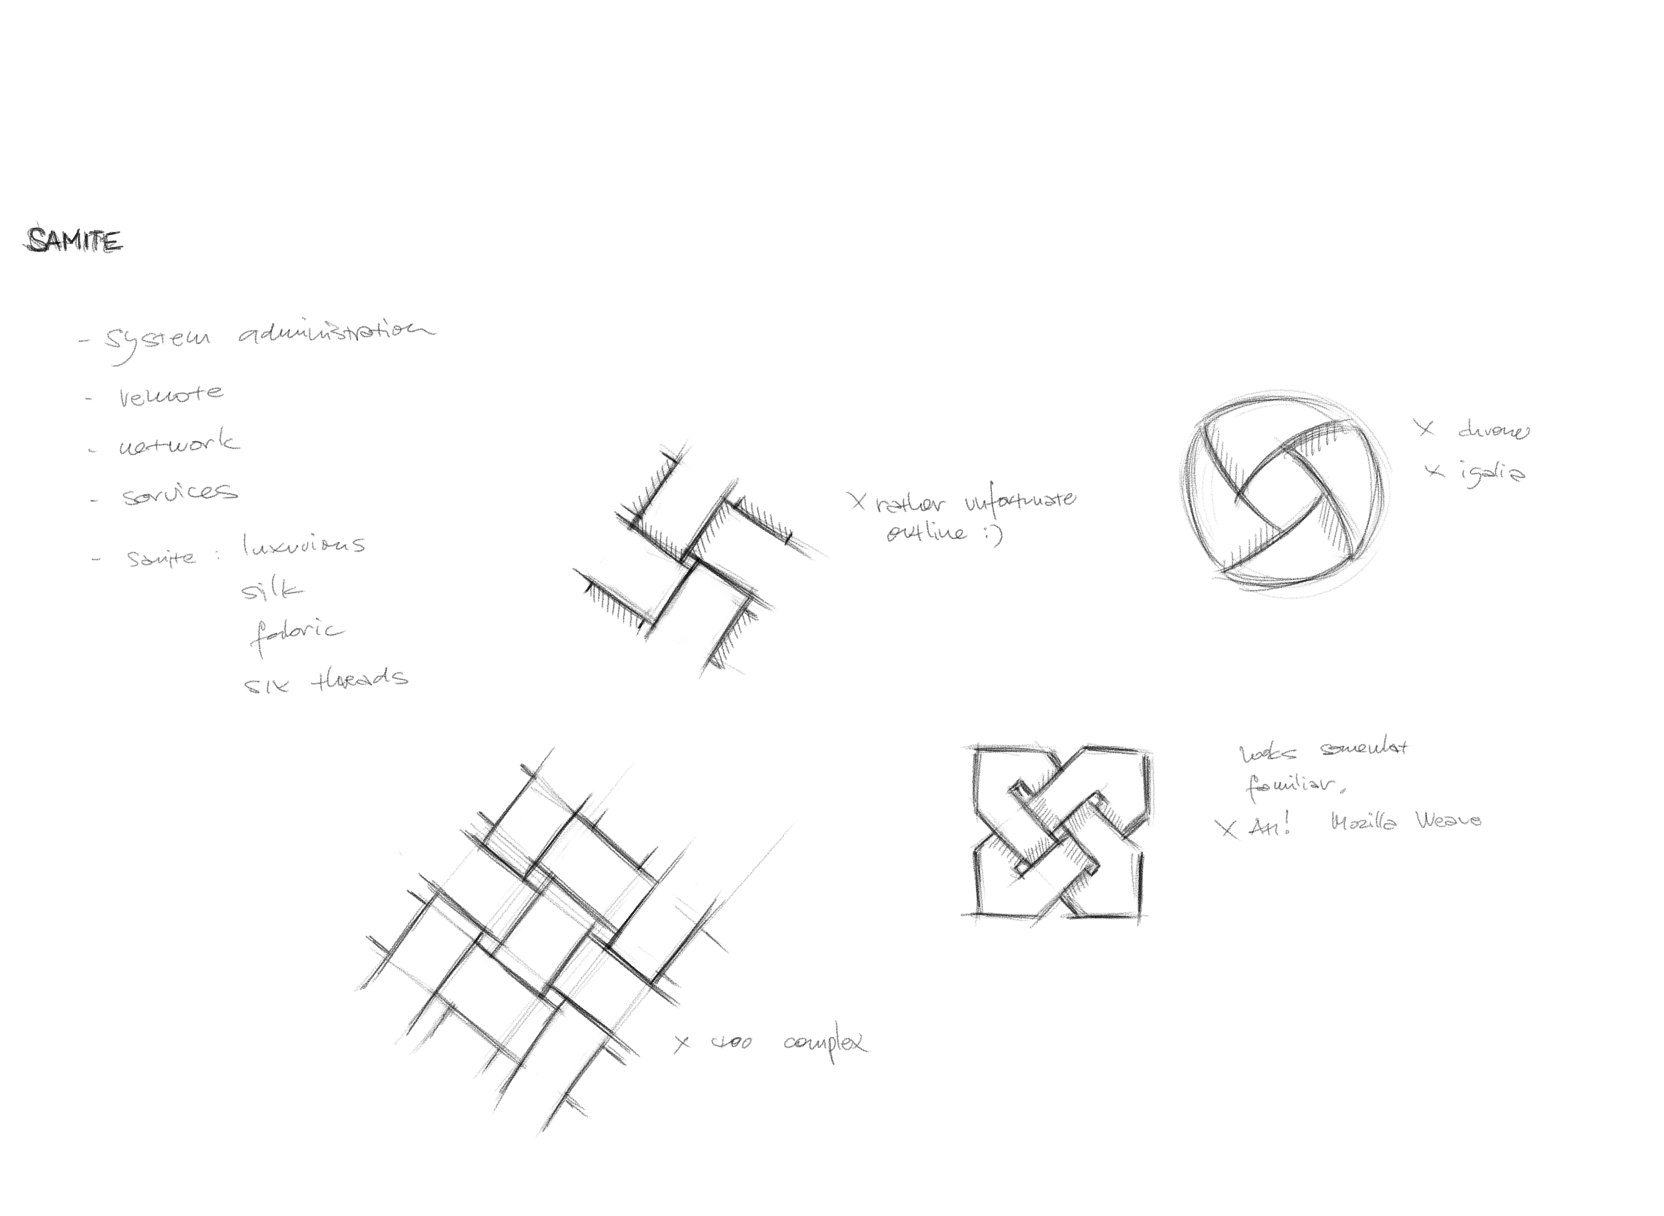 SAMITE
- System administration
- remote
- network
- services
- Samite : luxurious
silk
fabric
six threads
X rather unfortunate
outline :)
X chrome
X igalia
looks somewhat
familiar.
X Ah! Mozilla Weave
X too complex